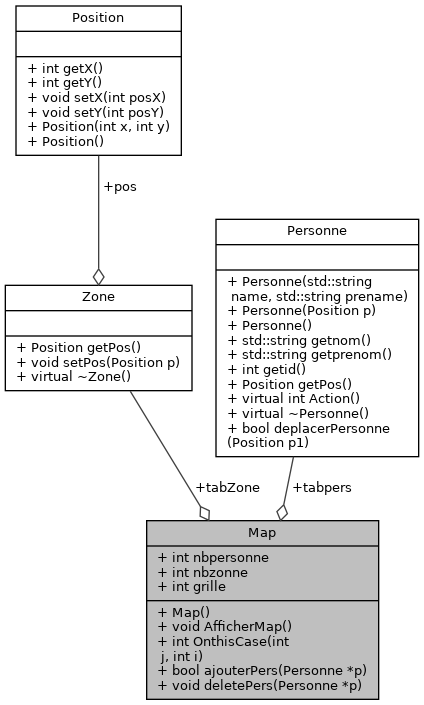 Position
+ int getX()
+ int getY()
+ void setX(int posX)
+ void setY(int posY)
+ Position(int x, int y)
+ Position()
+pos
Zone
+ Position getPos()
+ void setPos(Position p)
+ virtual ~Zone()
Personne
+ Personne(std::string
name, std::string prename)
+ Personne(Position p)
+ Personne()
+ std::string getnom()
+ std::string getprenom()
+ int getid()
+ Position getPos()
+ virtual int Action()
+ virtual ~Personne()
+ bool deplacerPersonne
(Position p1)
+tabZone
+tabpers
Map
+ int nbpersonne
+ int nbzonne
+ int grille
+ Map()
+ void AfficherMap()
+ int OnthisCase(int
j, int i)
+ bool ajouterPers(Personne *p)
+ void deletePers(Personne *p)